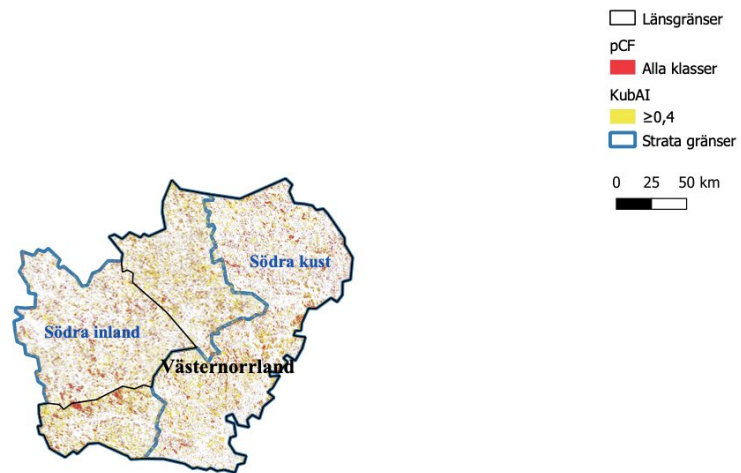 Länsgränser
pCF
Alla klasser
KubAI
≥0,4
Strata gränser
0 25 50 km
Södra kust
Södra inland
Västernorrland